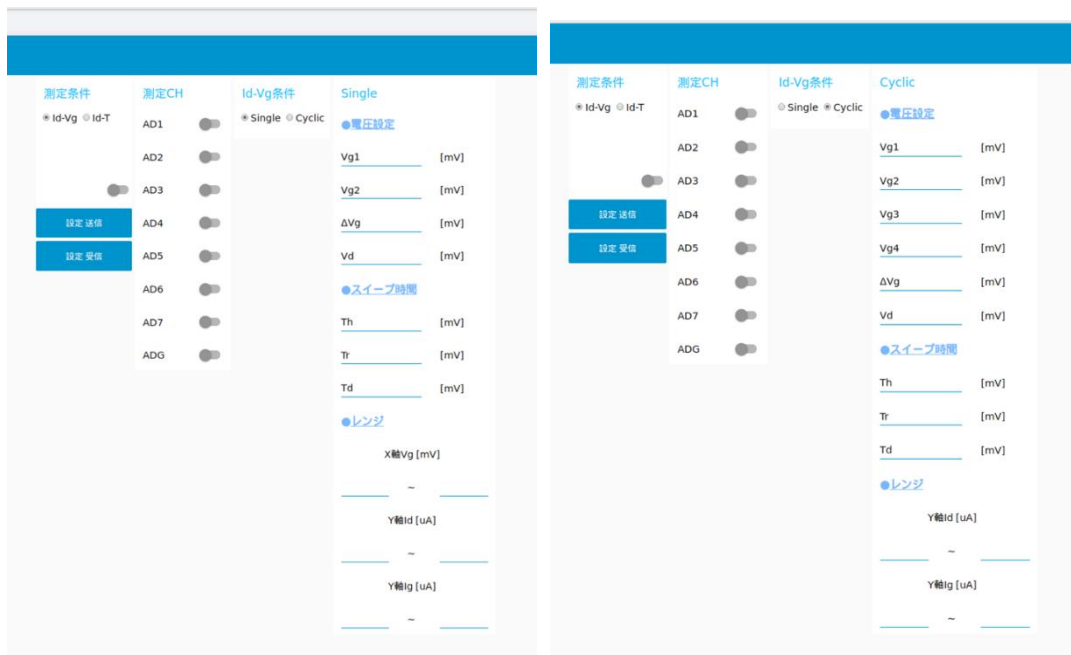 測定条件
◉ Id-Vg ○ Id-T
設定 送信
設定 受信
測定CH
AD1
AD2
AD3
AD4
AD5
AD6
AD7
ADG
Id-Vg条件
◉ Single ○ Cyclic
Single
●電圧設定
Vg1 [mV]
Vg2 [mV]
ΔVg [mV]
Vd [mV]
●スイープ時間
Th [mV]
Tr [mV]
Td [mV]
●レンジ
X軸Vg [mV]
~
Y軸Id [uA]
~
Y軸Ig [uA]
~
測定条件
◉ Id-Vg ○ Id-T
設定 送信
設定 受信
測定CH
AD1
AD2
AD3
AD4
AD5
AD6
AD7
ADG
Id-Vg条件
○ Single ◉ Cyclic
Cyclic
●電圧設定
Vg1 [mV]
Vg2 [mV]
Vg3 [mV]
Vg4 [mV]
ΔVg [mV]
Vd [mV]
●スイープ時間
Th [mV]
Tr [mV]
Td [mV]
●レンジ
Y軸Id [uA]
~
Y軸Ig [uA]
~